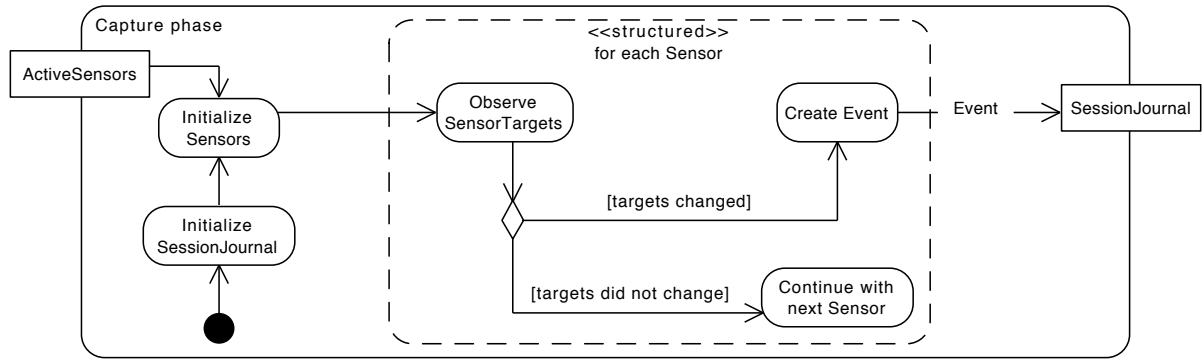 Capture phase
<<structured>>
for each Sensor
ActiveSensors
Initialize
Sensors
Observe
SensorTargets
Create Event
Event
SessionJournal
[targets changed]
Initialize
SessionJournal
[targets did not change]
Continue with
next Sensor